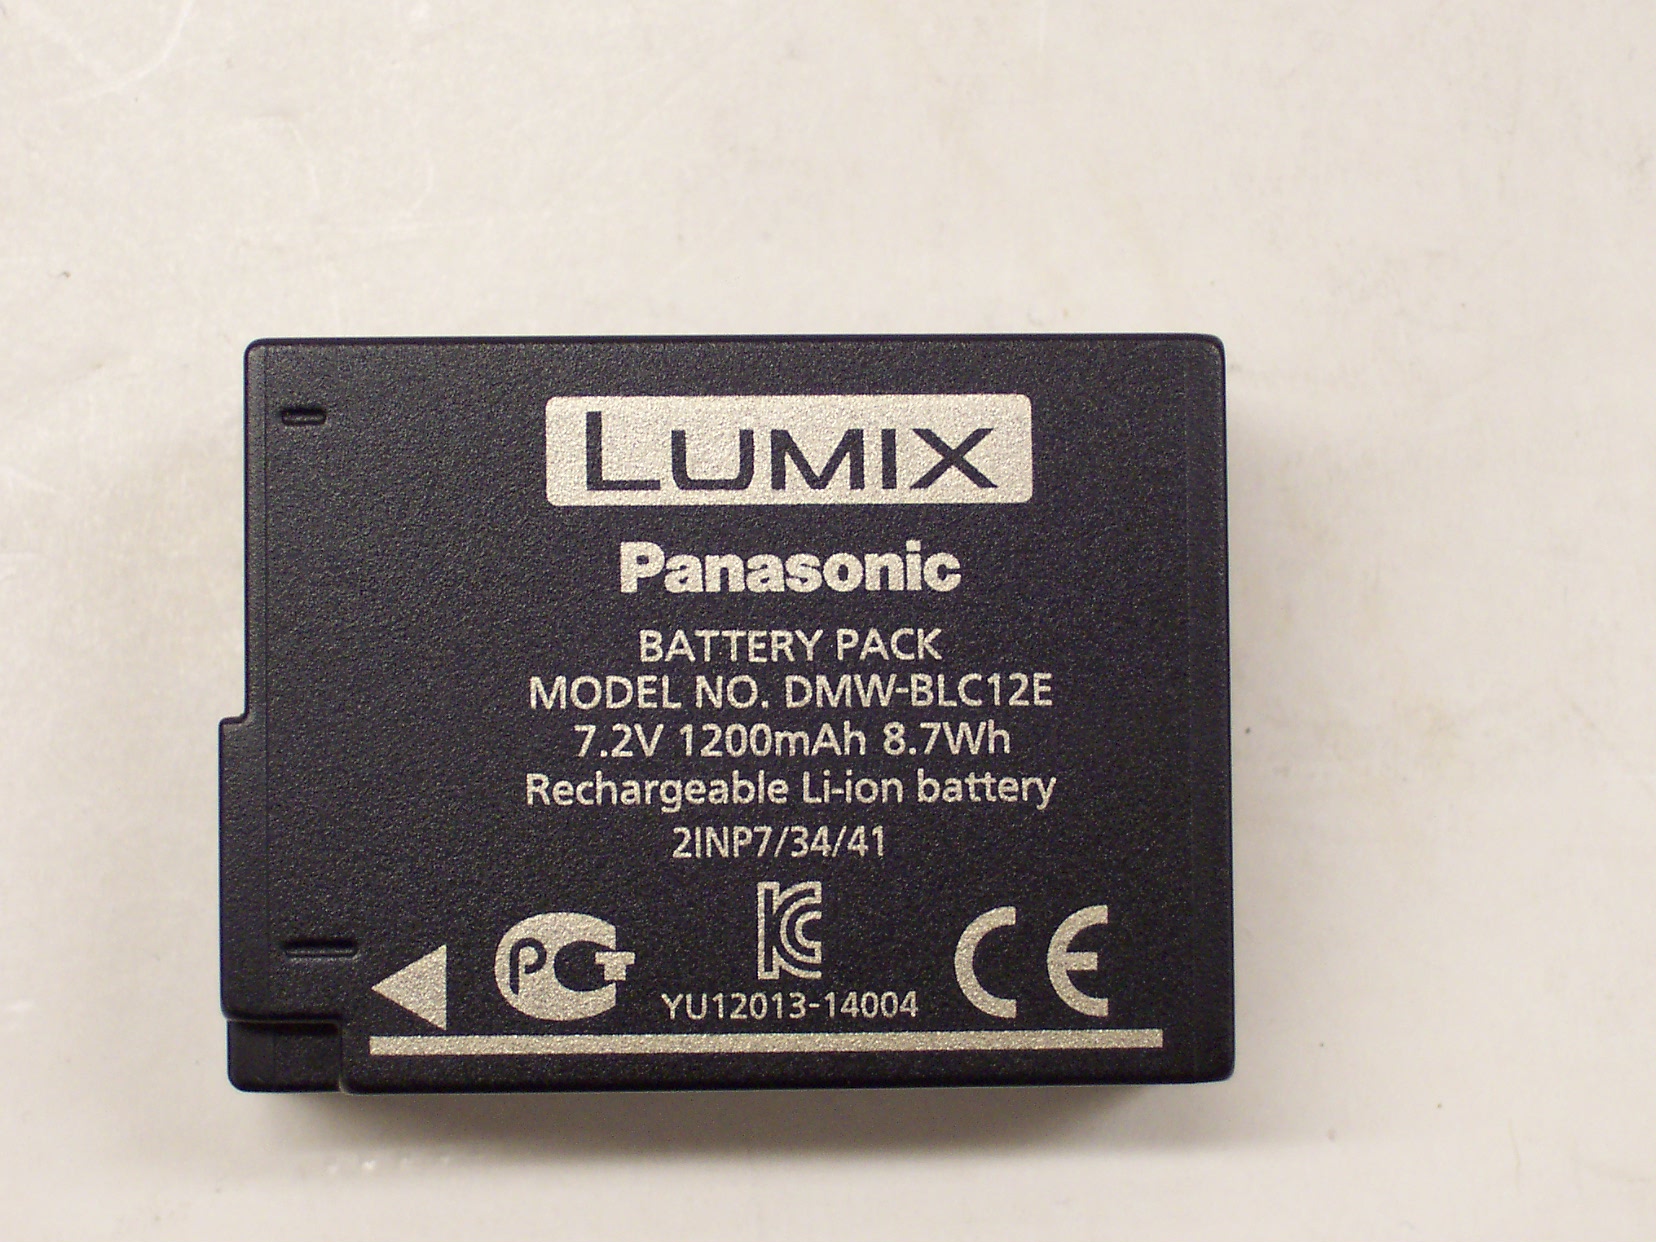 LUMIX
Panasonic
BATTERY PACK
MODEL NO. DMW-BLC12E
7.2V 1200mAh 8.7Wh
Rechargeable Li-ion battery
2INP7/34/41
PCT KC CE
YU12013-14004